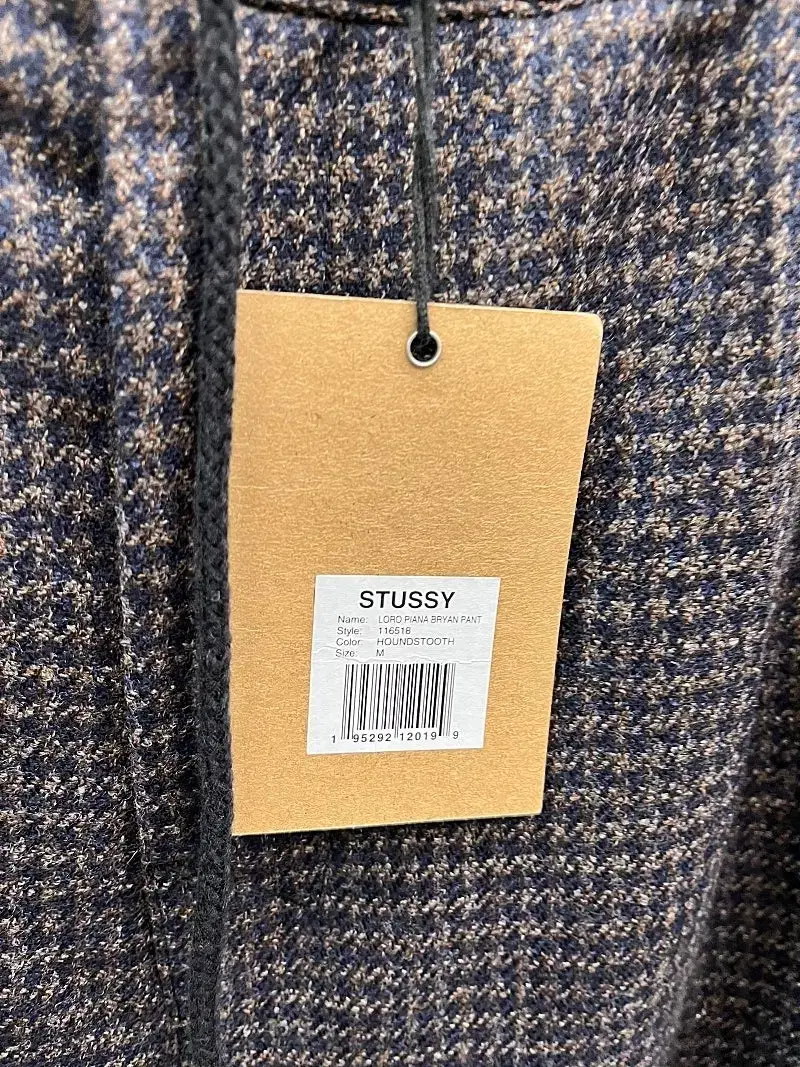 STUSSY
Name: LORO PIANA BRYAN PANT
Style: 116518
Color: HOUNDSTOOTH
Size: M
1 95292 12019 9